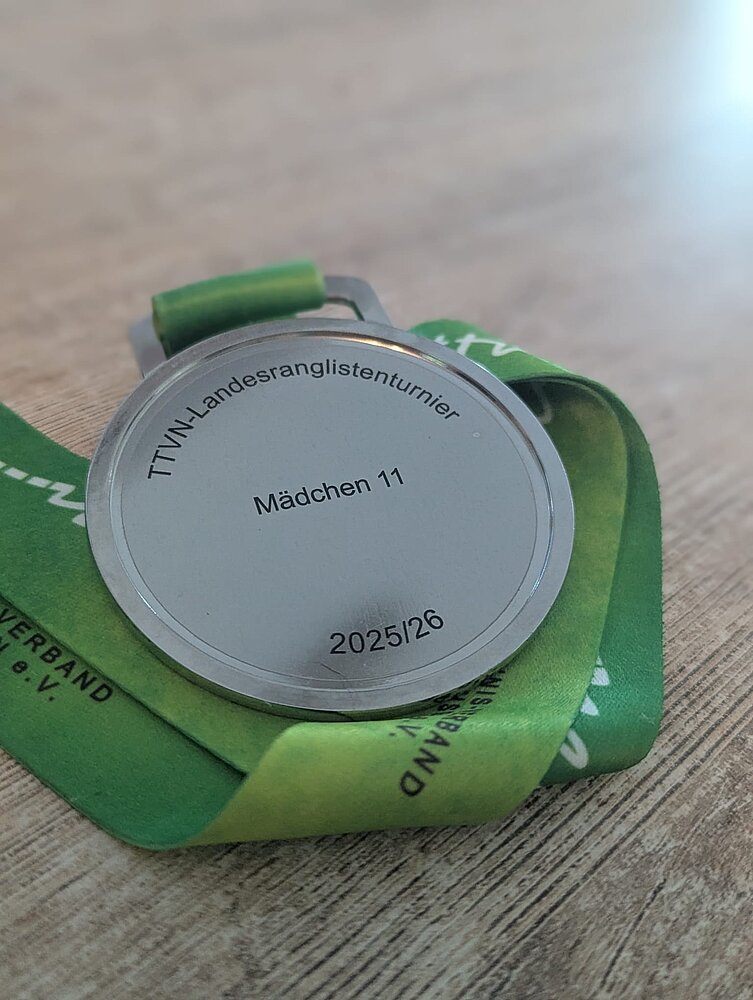 TTVN-Landesranglistenturnier
Mädchen 11
2025/26
VERBAND
e.V.
VERBAND